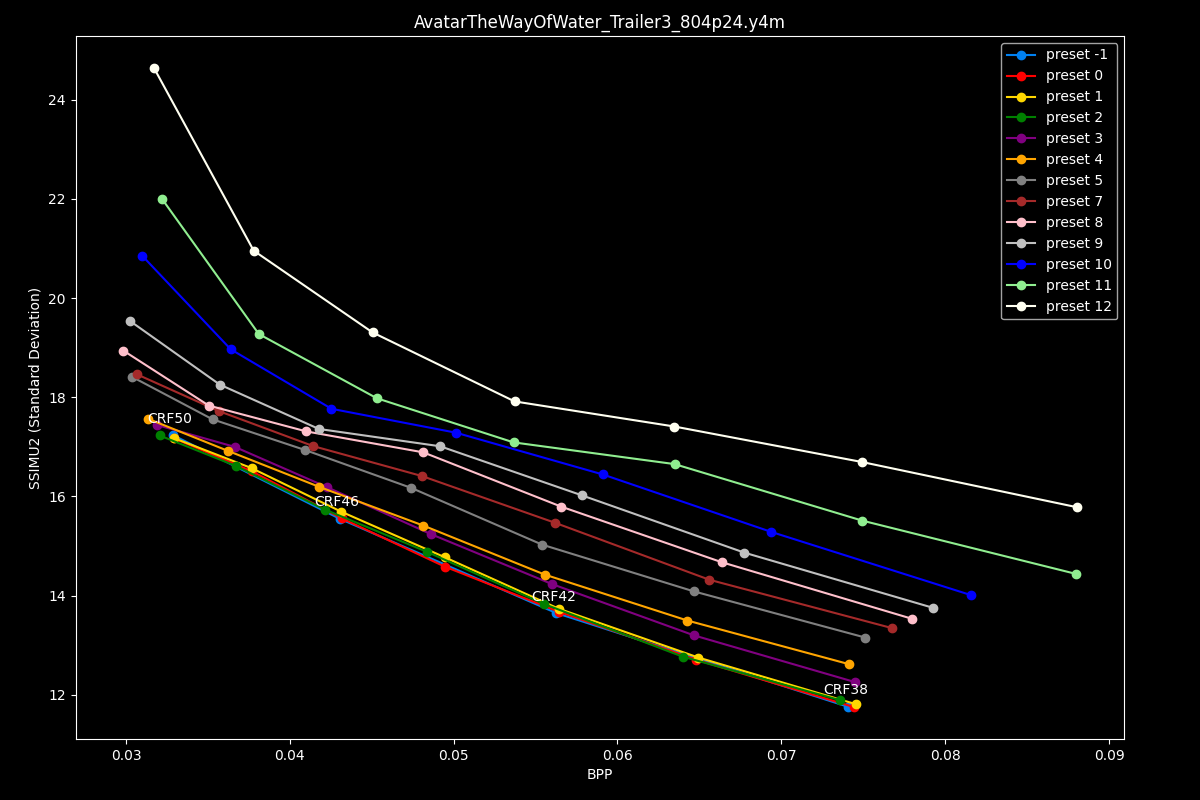 AvatarTheWayOfWater_Trailer3_804p24.y4m
preset -1
preset 0
preset 1
preset 2
preset 3
preset 4
preset 5
preset 7
preset 8
preset 9
preset 10
preset 11
preset 12
SSIMU2 (Standard Deviation)
24
22
20
18
16
14
12
CRF50
CRF46
CRF42
CRF38
0.03 0.04 0.05 0.06 0.07 0.08 0.09
BPP